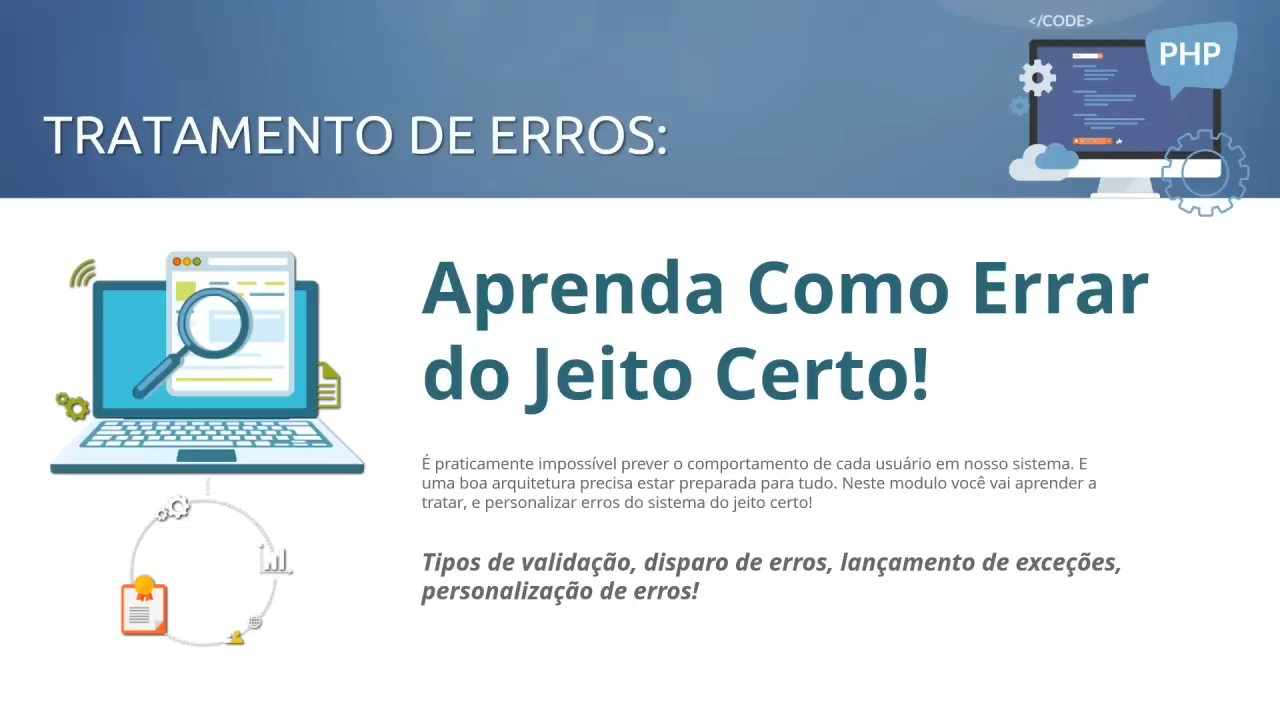 </CODE>
PHP
TRATAMENTO DE ERROS:
Aprenda Como Errar
do Jeito Certo!
É praticamente impossível prever o comportamento de cada usuário em nosso sistema. E
uma boa arquitetura precisa estar preparada para tudo. Neste modulo você vai aprender a
tratar, e personalizar erros do sistema do jeito certo!
Tipos de validação, disparo de erros, lançamento de exceções,
personalização de erros!